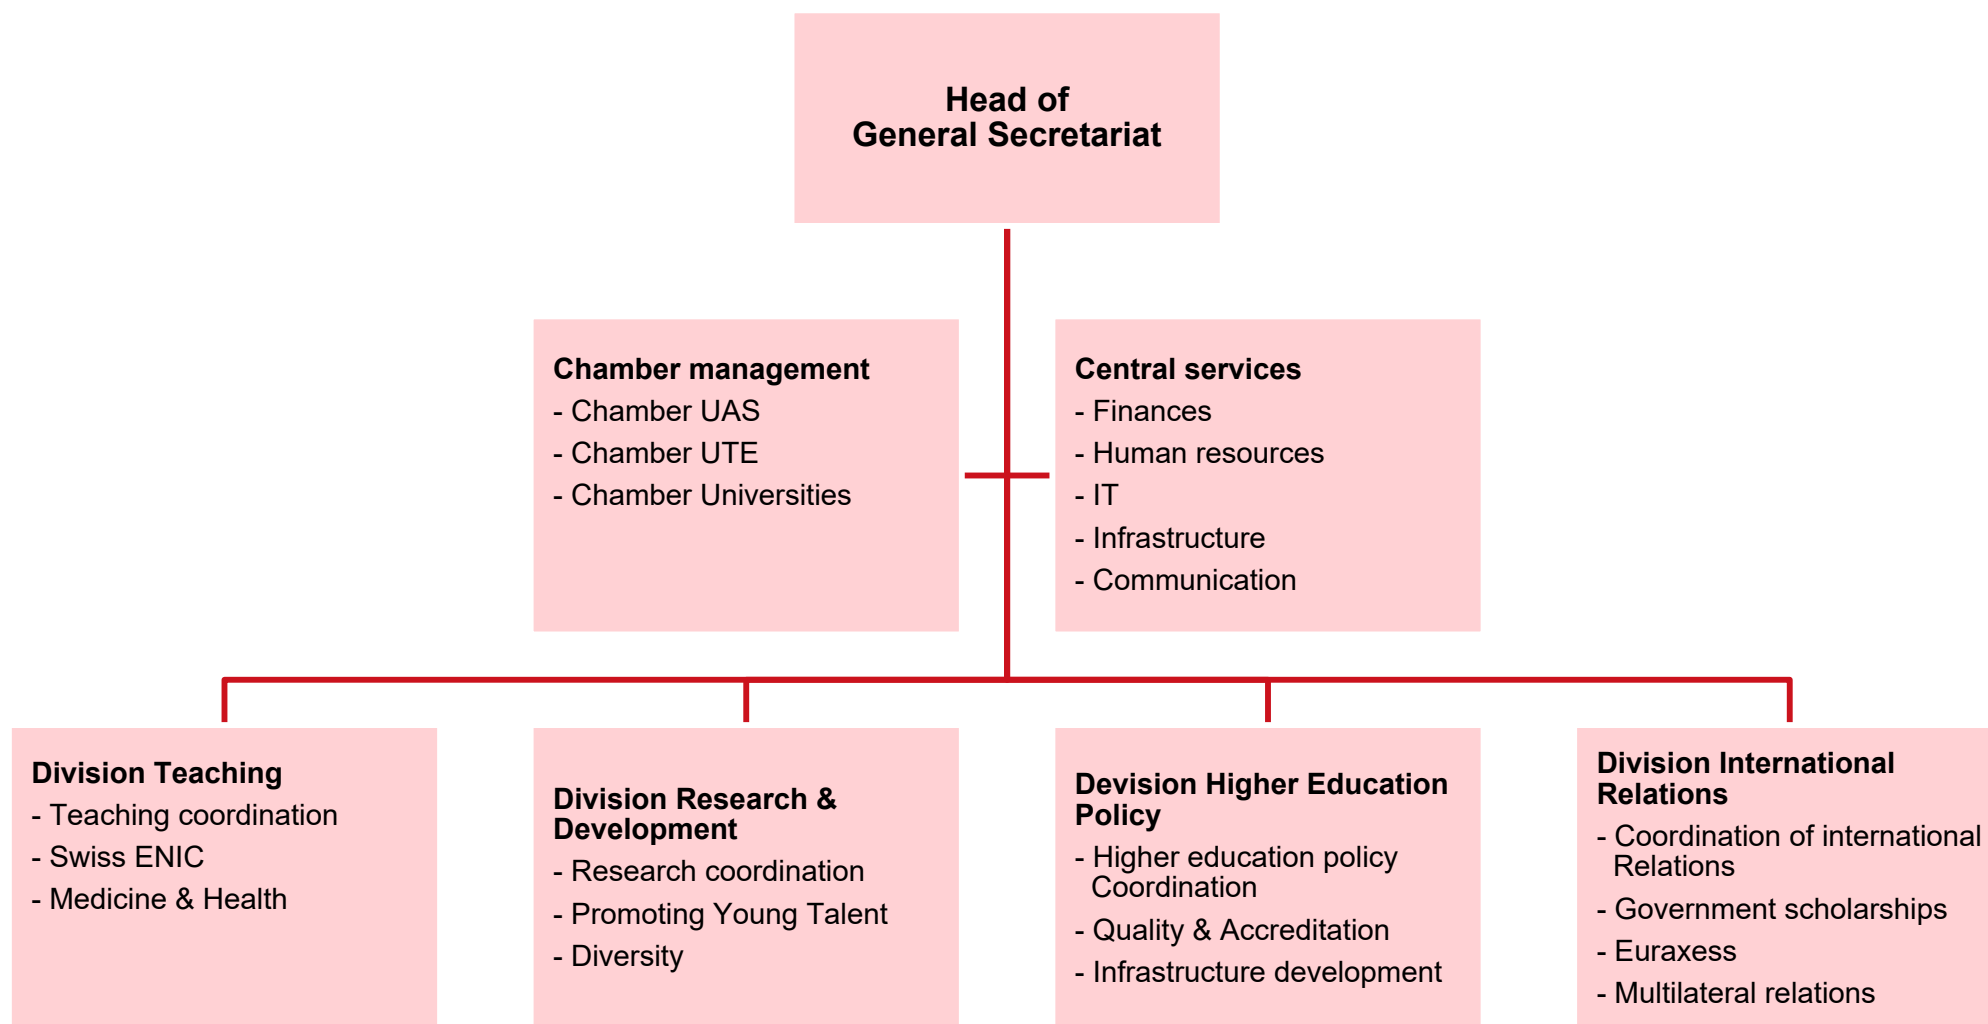 Head of
General Secretariat
Chamber management
- Chamber UAS
- Chamber UTE
- Chamber Universities
Central services
- Finances
- Human resources
- IT
- Infrastructure
- Communication
Division Teaching
- Teaching coordination
- Swiss ENIC
- Medicine & Health
Division Research &
Development
- Research coordination
- Promoting Young Talent
- Diversity
Devision Higher Education
Policy
- Higher education policy
Coordination
- Quality & Accreditation
- Infrastructure development
Division International
Relations
- Coordination of international
Relations
- Government scholarships
- Euraxess
- Multilateral relations